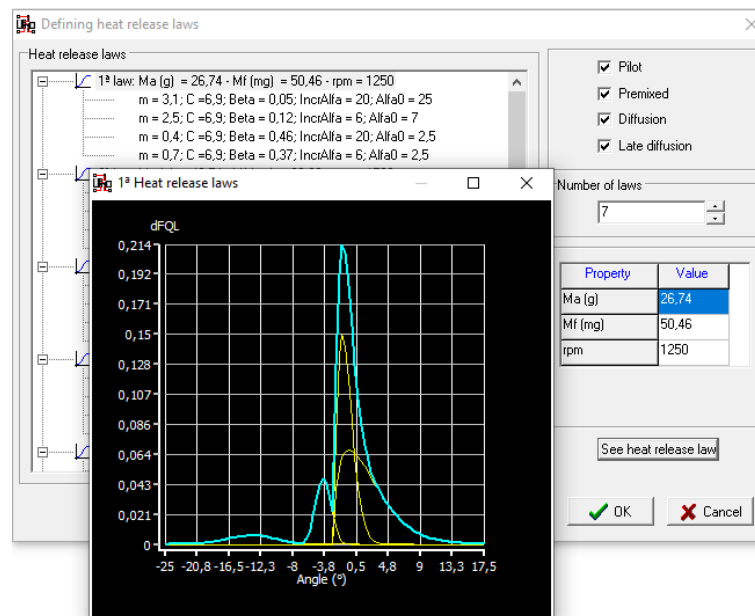 Defining heat release laws
Heat release laws
1ª law: Ma (g) = 26,74 - Mf (mg) = 50,46 - rpm = 1250
m = 3,1; C =6,9; Beta = 0,05; IncrAlfa = 20; Alfa0 = 25
m = 2,5; C =6,9; Beta = 0,12; IncrAlfa = 6; Alfa0 = 7
m = 0,4; C =6,9; Beta = 0,46; IncrAlfa = 20; Alfa0 = 2,5
m = 0,7; C =6,9; Beta = 0,37; IncrAlfa = 6; Alfa0 = 2,5
Pilot
Premixed
Diffusion
Late diffusion
Number of laws
7
Property Value
Ma (g) 26,74
Mf (mg) 50,46
rpm 1250
See heat release law
OK Cancel
1ª Heat release laws
dFQL
0,214
0,192
0,171
0,15
0,128
0,107
0,086
0,064
0,043
0,021
0
-25 -20,8 -16,5 -12,3 -8 -3,8 0,5 4,8 9 13,3 17,5
Angle (°)